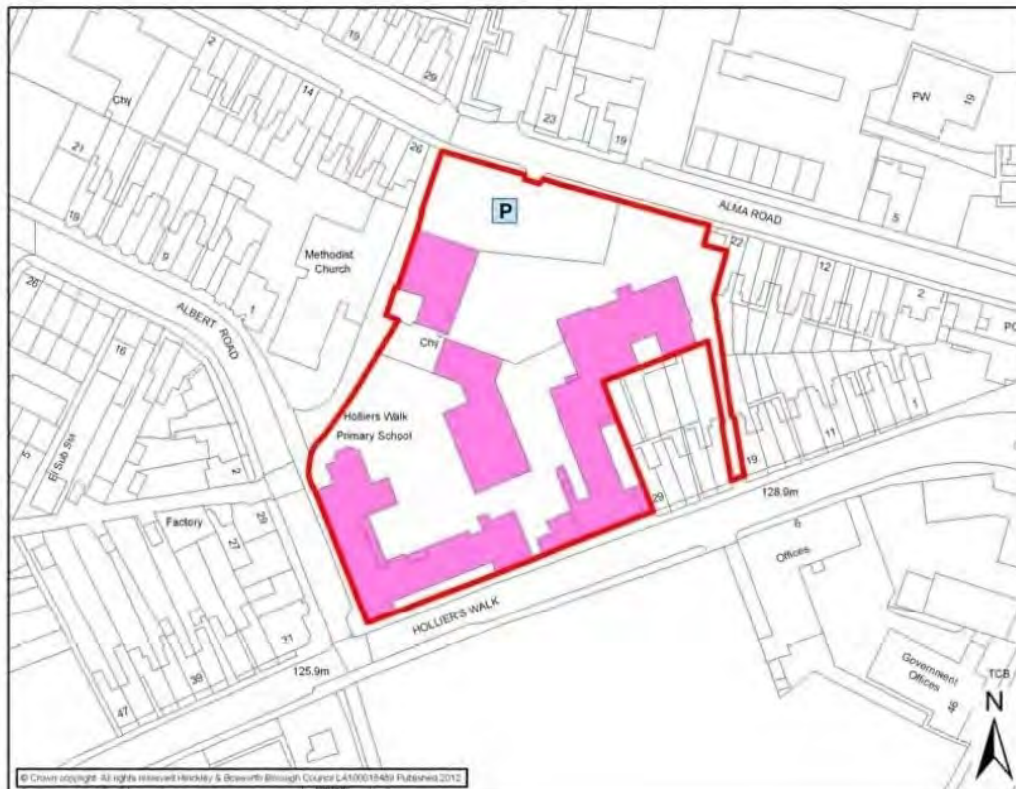 19
29
2
14
Chy
21
19
9
1
26
Methodist
Church
23
19
P
PW
19
5
ALMA ROAD
22
12
2
PO
ALBERT ROAD
26
16
El Sub Sta
5
2
Chy
Holliers Walk
Primary School
Factory
29
27
31
39
47
125.9m
HOLLIER'S WALK
29
19
11
1
128.9m
6
Offices
Government
Offices
46
TCB
N
© Crown copyright. All rights reserved Hinckley & Bosworth Borough Council LA100018489 Published 2012